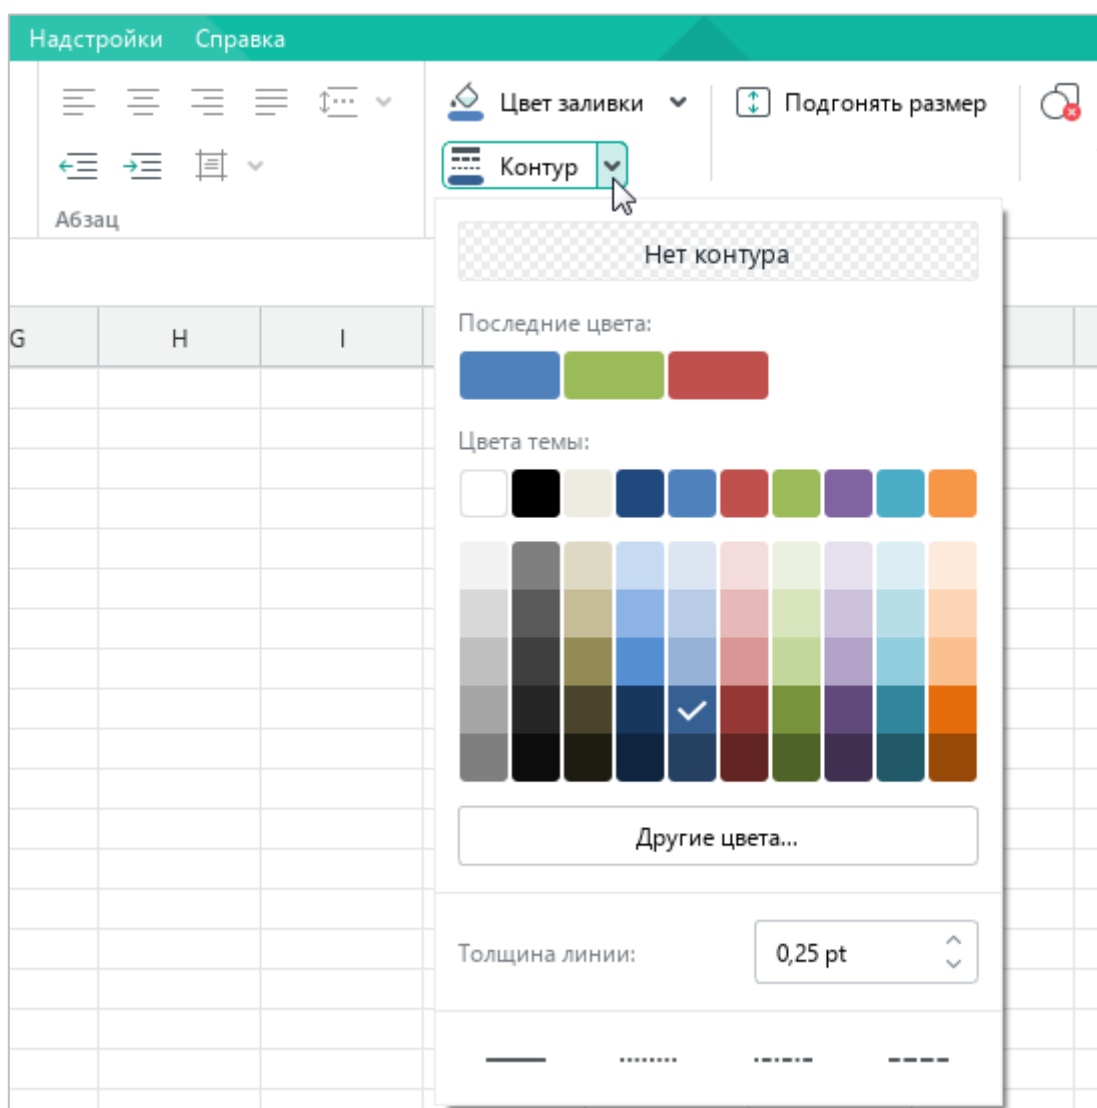 Надстройки Справка
Цвет заливки Подгонять размер
Контур
Абзац
Нет контура
G H I
Последние цвета:
Цвета темы:
Другие цвета...
Толщина линии: 0,25 pt